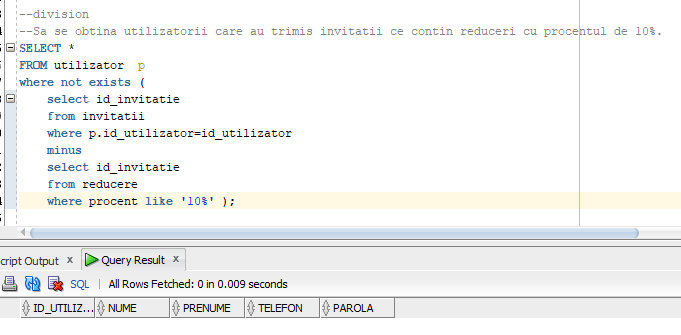 --division
--Sa se obtina utilizatorii care au trimis invitatii ce contin reduceri cu procentul de 10%.
SELECT *
FROM utilizator p
where not exists (
select id_invitatie
from invitatii
where p.id_utilizator=id_utilizator
minus
select id_invitatie
from reducere
where procent like '10%' );
cript Output x Query Result x
SQL | All Rows Fetched: 0 in 0.009 seconds
ID_UTILIZ... NUME PRENUME TELEFON PAROLA